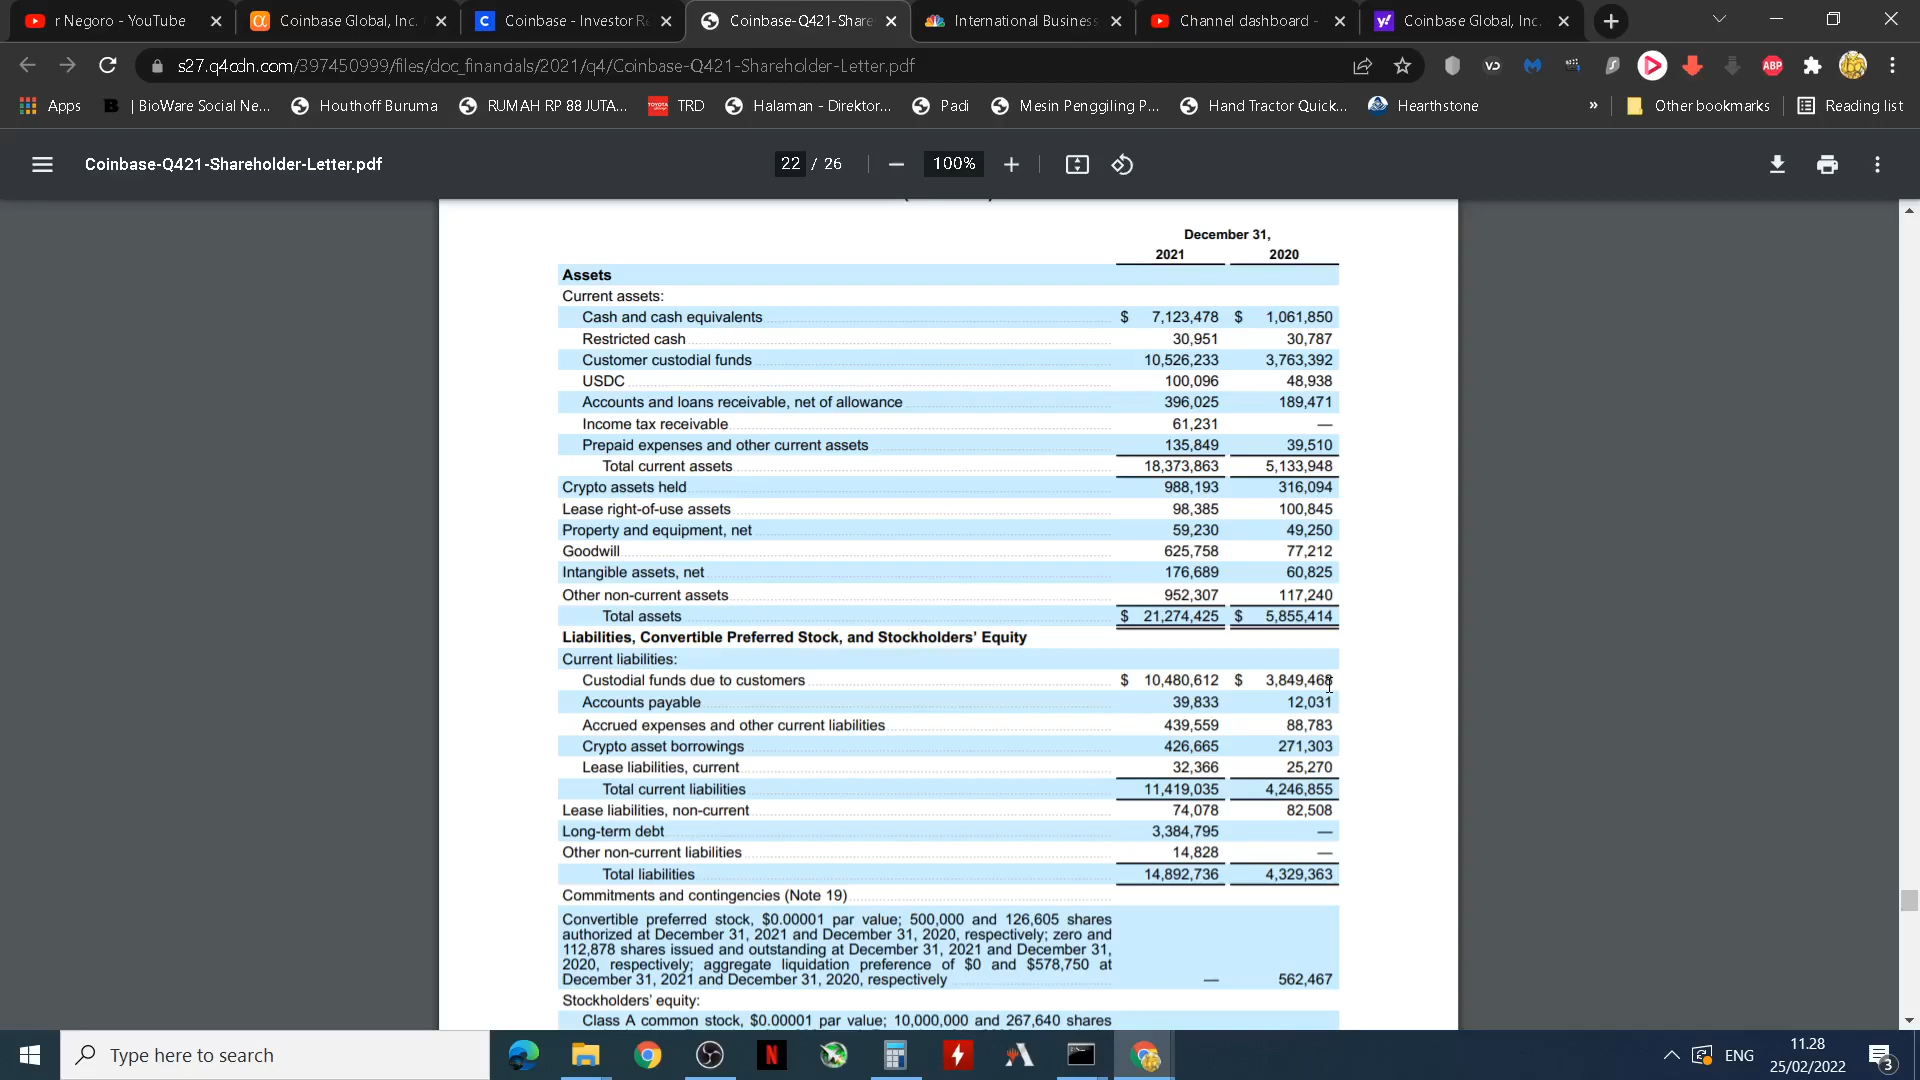 r Negoro - YouTube
Coinbase Global, Inc.
Coinbase - Investor Re
Coinbase-Q421-Share
International Business
Channel dashboard -
Coinbase Global, Inc.
s27.q4cdn.com/397450999/files/doc_financials/2021/q4/Coinbase-Q421-Shareholder-Letter.pdf
ABP
Apps
| BioWare Social Ne...
Houthoff Buruma
RUMAH RP 88 JUTA...
TRD
Halaman - Direktor...
Padi
Mesin Penggiling P...
Hand Tractor Quick...
Hearthstone
»
Other bookmarks
Reading list
Coinbase-Q421-Shareholder-Letter.pdf
22 / 26
100%
December 31,
2021 2020
Assets
Current assets:
Cash and cash equivalents $ 7,123,478 $ 1,061,850
Restricted cash 30,951 30,787
Customer custodial funds 10,526,233 3,763,392
USDC 100,096 48,938
Accounts and loans receivable, net of allowance 396,025 189,471
Income tax receivable 61,231 —
Prepaid expenses and other current assets 135,849 39,510
Total current assets 18,373,863 5,133,948
Crypto assets held 988,193 316,094
Lease right-of-use assets 98,385 100,845
Property and equipment, net 59,230 49,250
Goodwill 625,758 77,212
Intangible assets, net 176,689 60,825
Other non-current assets 952,307 117,240
Total assets $ 21,274,425 $ 5,855,414
Liabilities, Convertible Preferred Stock, and Stockholders' Equity
Current liabilities:
Custodial funds due to customers $ 10,480,612 $ 3,849,468
Accounts payable 39,833 12,031
Accrued expenses and other current liabilities 439,559 88,783
Crypto asset borrowings 426,665 271,303
Lease liabilities, current 32,366 25,270
Total current liabilities 11,419,035 4,246,855
Lease liabilities, non-current 74,078 82,508
Long-term debt 3,384,795 —
Other non-current liabilities 14,828 —
Total liabilities 14,892,736 4,329,363
Commitments and contingencies (Note 19)
Convertible preferred stock, $0.00001 par value; 500,000 and 126,605 shares
authorized at December 31, 2021 and December 31, 2020, respectively; zero and
112,878 shares issued and outstanding at December 31, 2021 and December 31,
2020, respectively; aggregate liquidation preference of $0 and $578,750 at
December 31, 2021 and December 31, 2020, respectively — 562,467
Stockholders' equity:
Class A common stock, $0.00001 par value; 10,000,000 and 267,640 shares
Type here to search
ENG
11.28
25/02/2022
3